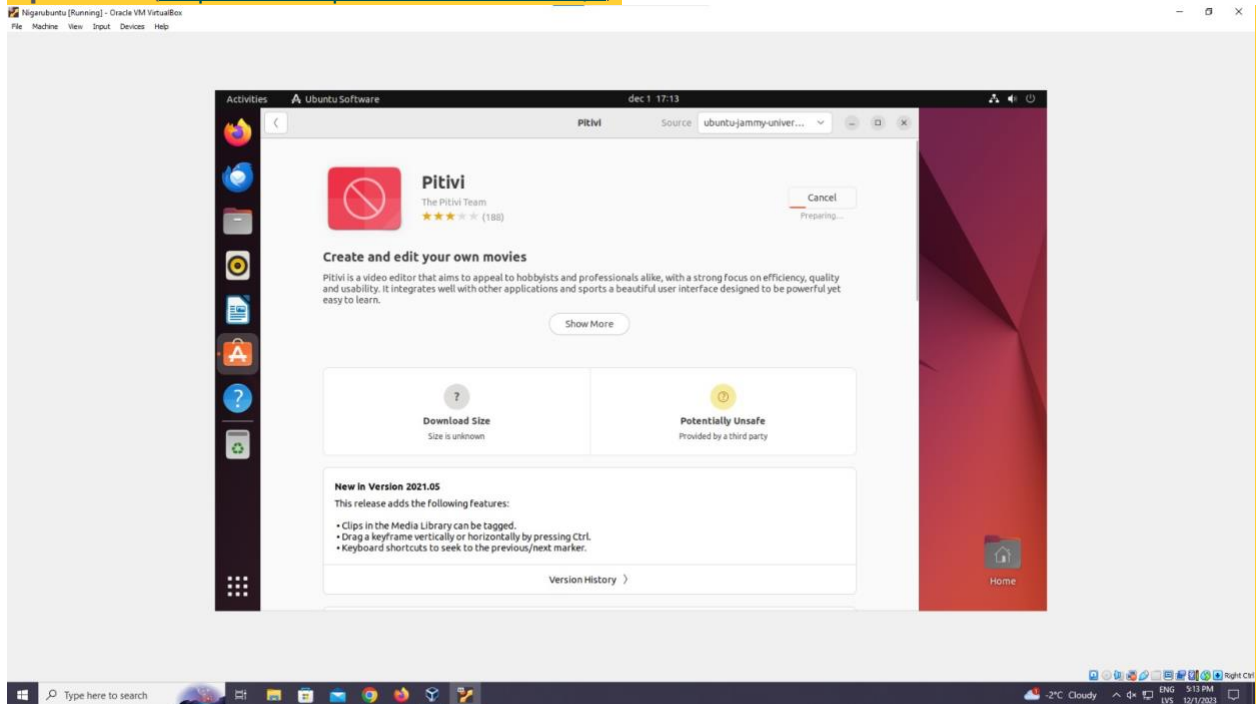 Nigarubuntu [Running] - Oracle VM VirtualBox
File Machine View Input Devices Help
Activities Ubuntu Software dec 1 17:13
Pitivi Source ubuntu-jammy-univer...
Pitivi
The Pitivi Team
(188)
Cancel
Preparing...
Create and edit your own movies
Pitivi is a video editor that aims to appeal to hobbyists and professionals alike, with a strong focus on efficiency, quality
and usability. It integrates well with other applications and sports a beautiful user interface designed to be powerful yet
easy to learn.
Show More
Download Size
Size is unknown
Potentially Unsafe
Provided by a third party
New in Version 2021.05
This release adds the following features:
• Clips in the Media Library can be tagged.
• Drag a keyframe vertically or horizontally by pressing Ctrl.
• Keyboard shortcuts to seek to the previous/next marker.
Version History
Home
Right Ctrl
Type here to search
-2°C Cloudy
ENG 5:13 PM
LVS 12/1/2023